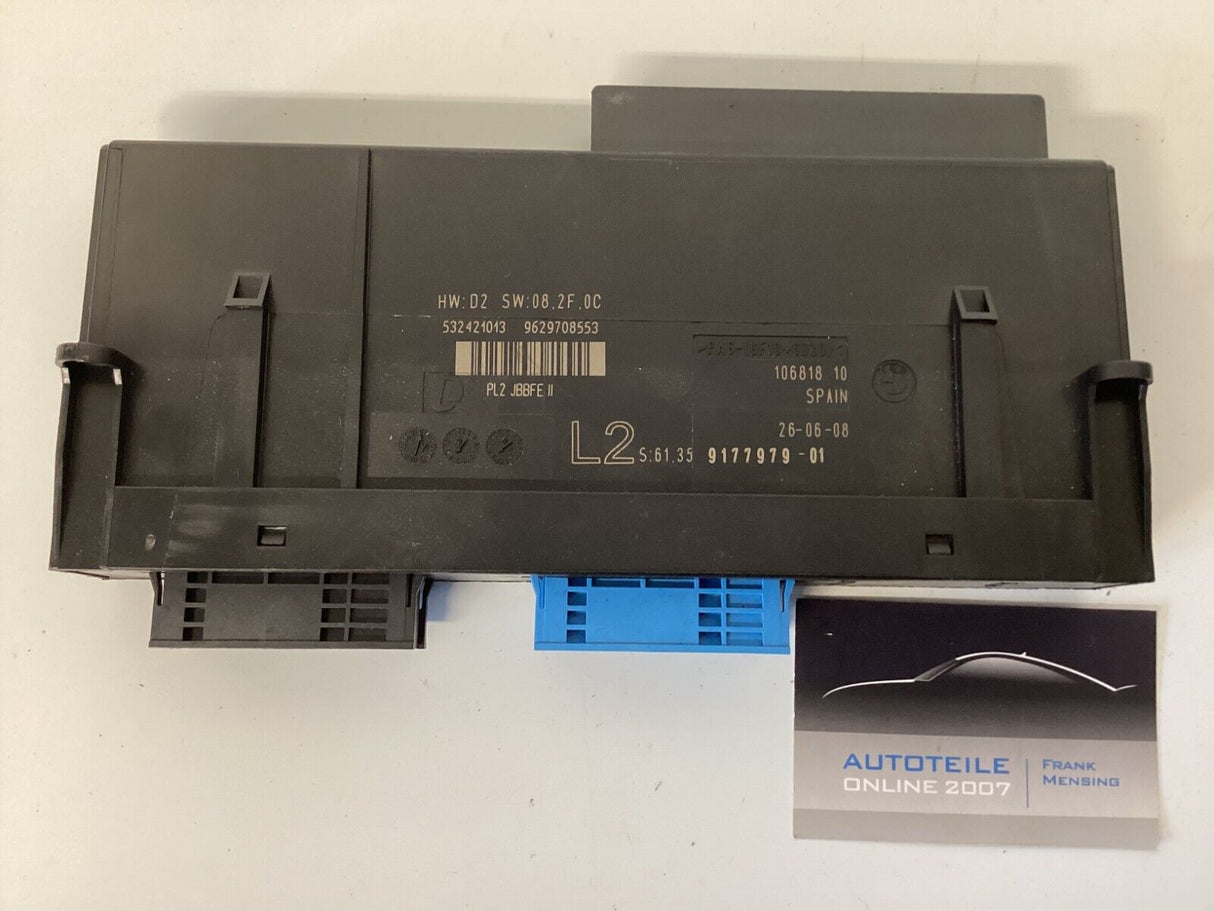 HW:D2 SW:08.2F.0C
532421013 9629708553
PL2 JBBFE II
106818 10
SPAIN
26-06-08
L2 S:61.35 9177979-01
AUTOTEILE
ONLINE 2007
FRANK
MENSING